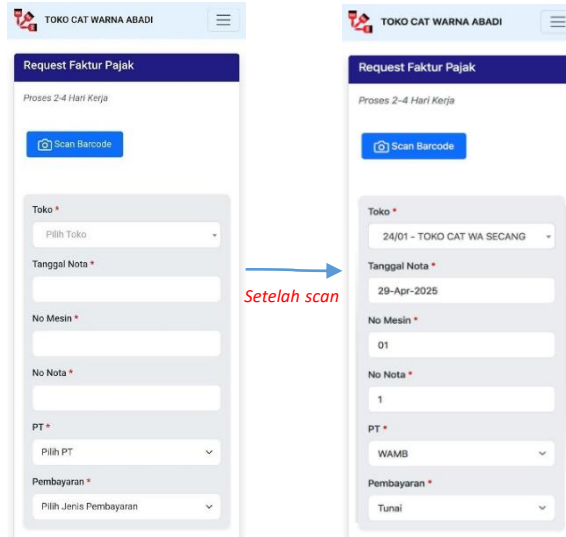 TOKO CAT WARNA ABADI
Request Faktur Pajak
Proses 2-4 Hari Kerja
Scan Barcode
Toko *
Pilih Toko
Tanggal Nota *
No Mesin *
No Nota *
PT *
Pilih PT
Pembayaran *
Pilih Jenis Pembayaran
Setelah scan
TOKO CAT WARNA ABADI
Request Faktur Pajak
Proses 2-4 Hari Kerja
Scan Barcode
Toko *
24/01 - TOKO CAT WA SECANG
Tanggal Nota *
29-Apr-2025
No Mesin *
01
No Nota *
1
PT *
WAMB
Pembayaran *
Tunai